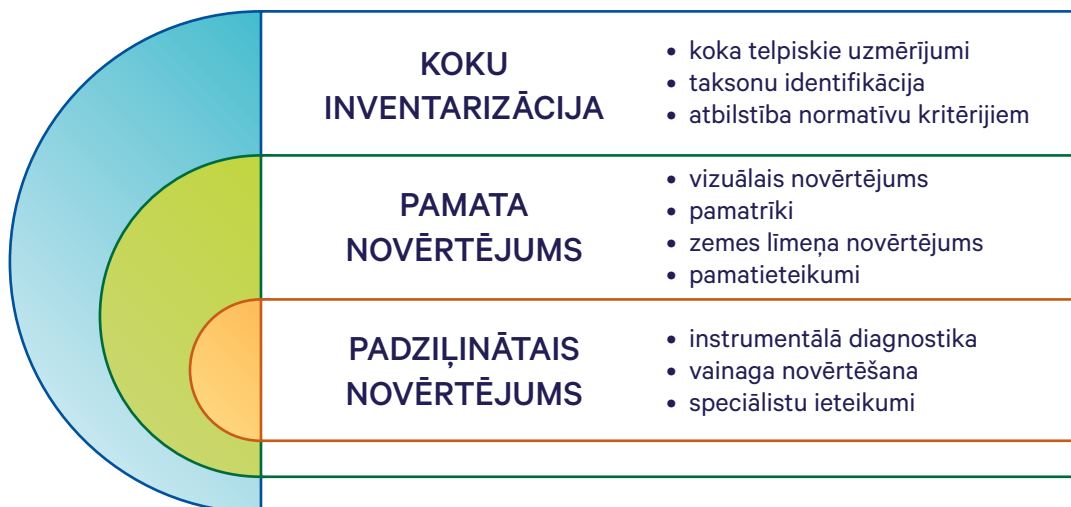 KOKU
INVENTARIZĀCIJA
• koka telpiskie uzmērījumi
• taksonu identifikācija
• atbilstība normatīvu kritērijiem
PAMATA
NOVĒRTĒJUMS
• vizuālais novērtējums
• pamatrīki
• zemes līmeņa novērtējums
• pamatieteikumi
PADZIĻINĀTAIS
NOVĒRTĒJUMS
• instrumentālā diagnostika
• vainaga novērtēšana
• speciālistu ieteikumi